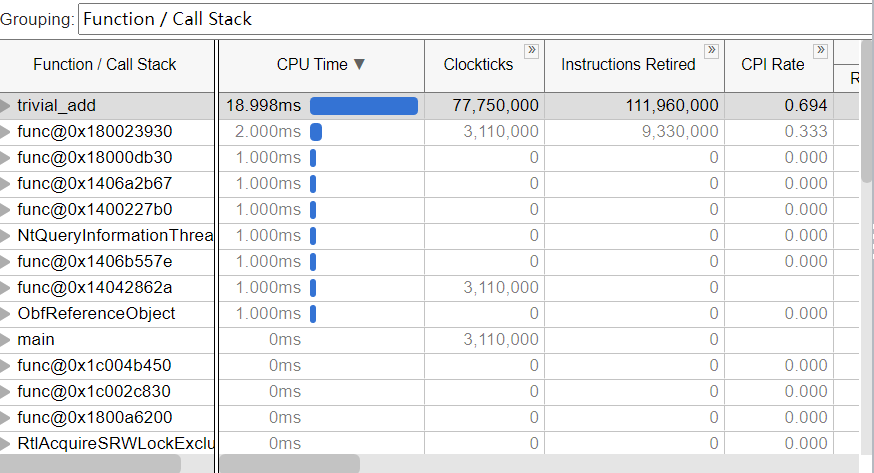 Grouping: Function / Call Stack
Function / Call Stack CPU Time ▼ Clockticks » Instructions Retired » CPI Rate » R
trivial_add 18.998ms 77,750,000 111,960,000 0.694
func@0x180023930 2.000ms 3,110,000 9,330,000 0.333
func@0x18000db30 1.000ms 0 0 0.000
func@0x1406a2b67 1.000ms 0 0 0.000
func@0x1400227b0 1.000ms 0 0 0.000
NtQueryInformationThrea 1.000ms 0 0 0.000
func@0x1406b557e 1.000ms 0 0 0.000
func@0x14042862a 1.000ms 3,110,000 0
ObfReferenceObject 1.000ms 0 0 0.000
main 0ms 3,110,000 0
func@0x1c004b450 0ms 0 0 0.000
func@0x1c002c830 0ms 0 0 0.000
func@0x1800a6200 0ms 0 0 0.000
RtlAcquireSRWLockExclu 0ms 0 0 0.000